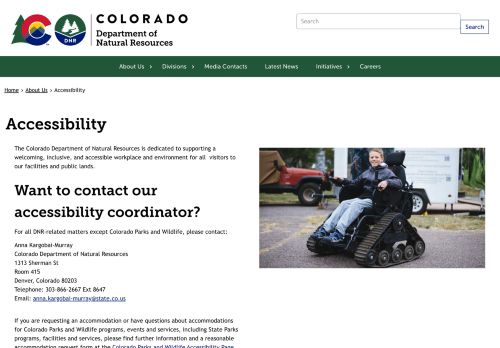 COLORADO
Department of
Natural Resources
DNR
Search
Search
About Us
Divisions
Media Contacts
Latest News
Initiatives
Careers
Home > About Us > Accessibility
Accessibility
The Colorado Department of Natural Resources is dedicated to supporting a
welcoming, inclusive, and accessible workplace and environment for all visitors to
our facilities and public lands.
Want to contact our
accessibility coordinator?
For all DNR-related matters except Colorado Parks and Wildlife, please contact:
Anna Kargobai-Murray
Colorado Department of Natural Resources
1313 Sherman St
Room 415
Denver, Colorado 80203
Telephone: 303-866-2667 Ext 8647
Email: anna.kargobai-murray@state.co.us
If you are requesting an accommodation or have questions about accommodations
for Colorado Parks and Wildlife programs, events and services, including State Parks
programs, facilities and services, please find further information and a reasonable
accommodation request form at the Colorado Parks and Wildlife Accessibility Page